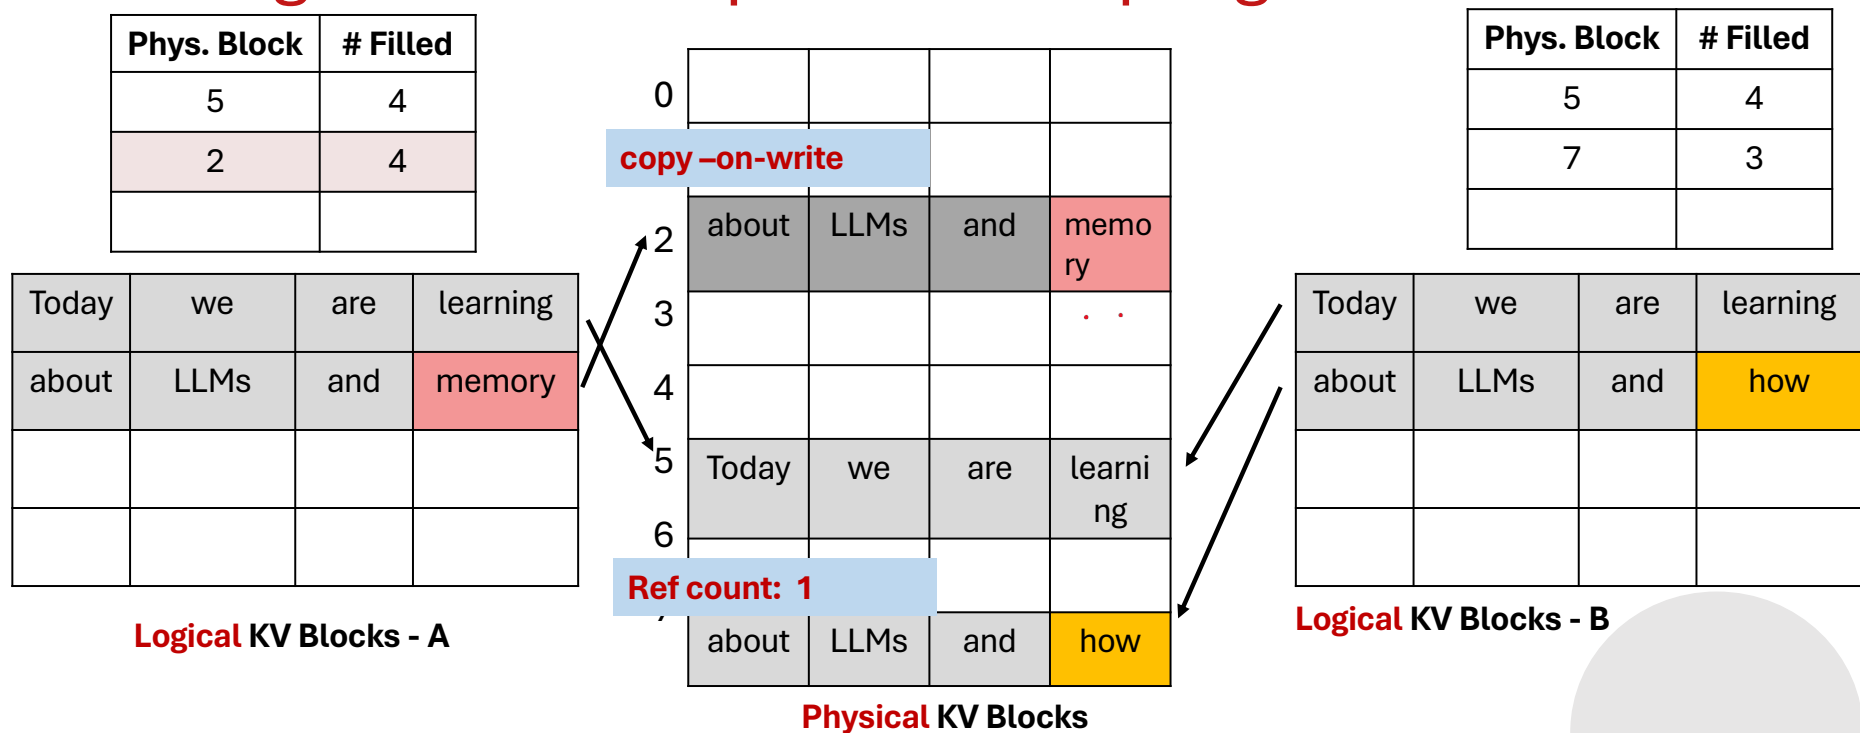 Phys. Block # Filled
5 4
2 4
Today we are learning
about LLMs and memory
Logical KV Blocks - A
0
copy –on-write
2 about LLMs and memo
ry
3
4
5 Today we are learni
ng
6
Ref count: 1
about LLMs and how
Physical KV Blocks
Phys. Block # Filled
5 4
7 3
Today we are learning
about LLMs and how
Logical KV Blocks - B